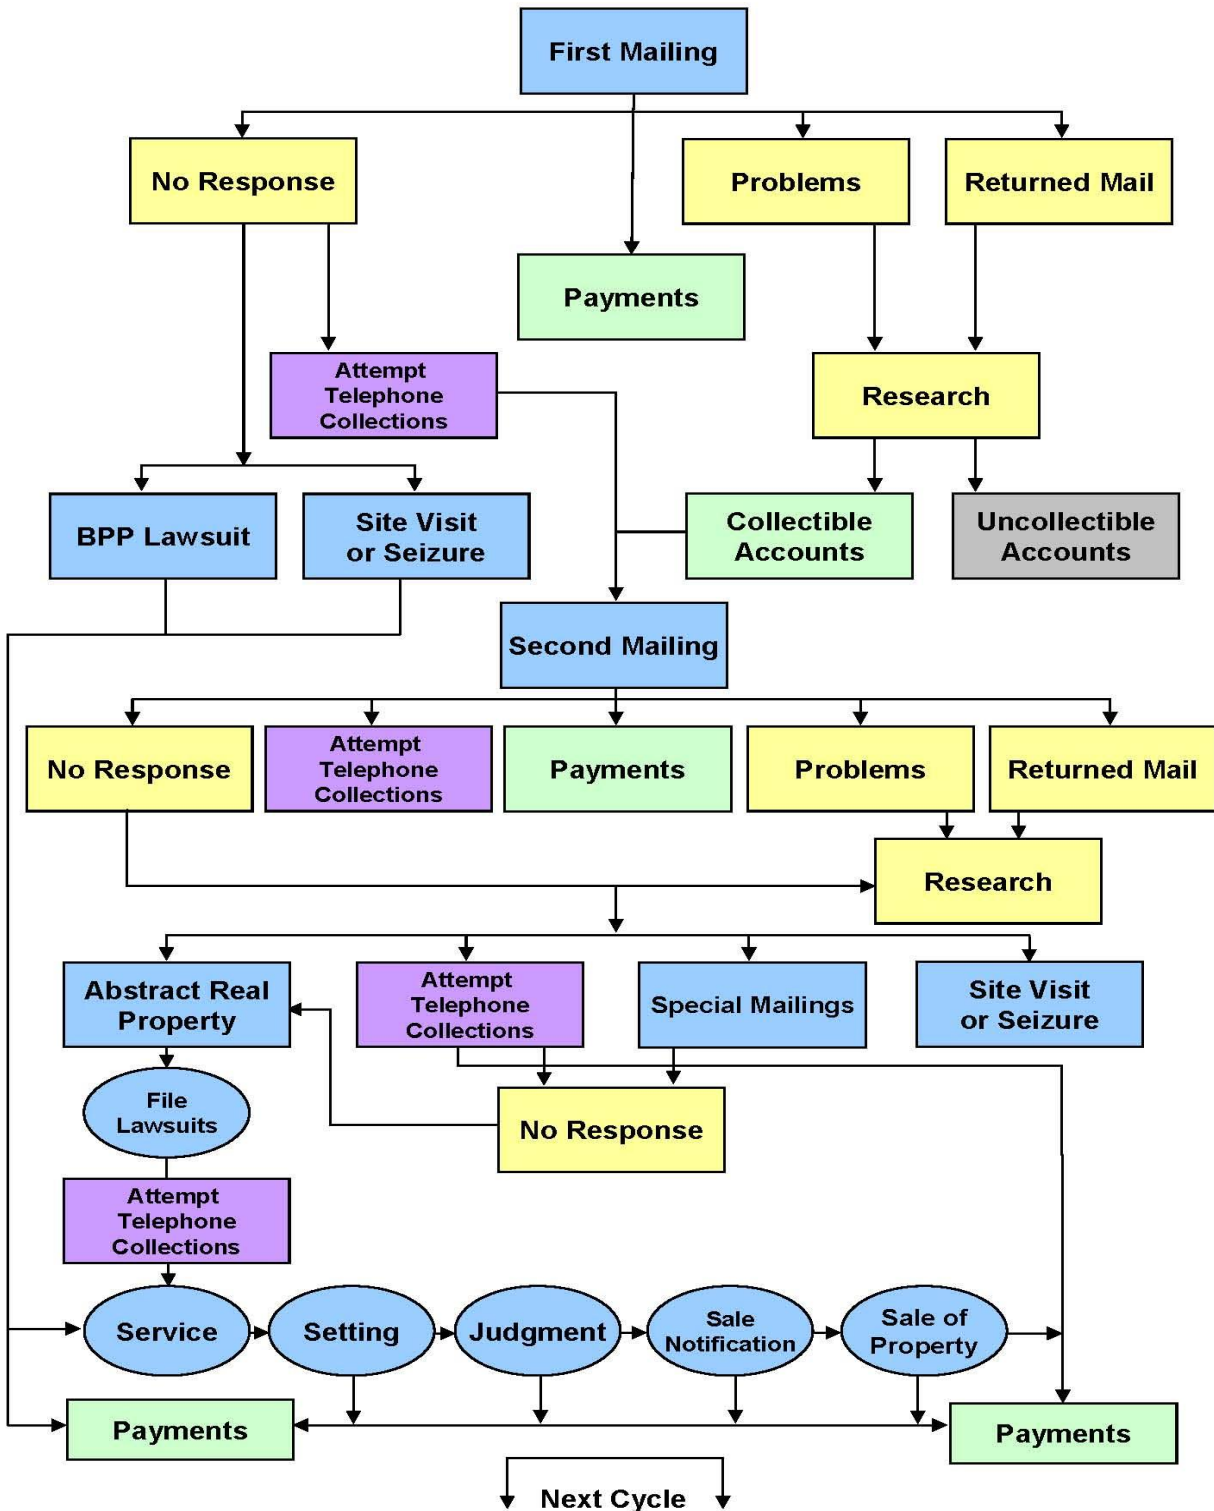 First Mailing
No Response
Problems
Returned Mail
Payments
Attempt
Telephone
Collections
Research
BPP Lawsuit
Site Visit
or Seizure
Collectible
Accounts
Uncollectible
Accounts
Second Mailing
No Response
Attempt
Telephone
Collections
Payments
Problems
Returned Mail
Research
Abstract Real
Property
Attempt
Telephone
Collections
Special Mailings
Site Visit
or Seizure
File
Lawsuits
No Response
Attempt
Telephone
Collections
Service
Setting
Judgment
Sale
Notification
Sale of
Property
Payments
Payments
Next Cycle